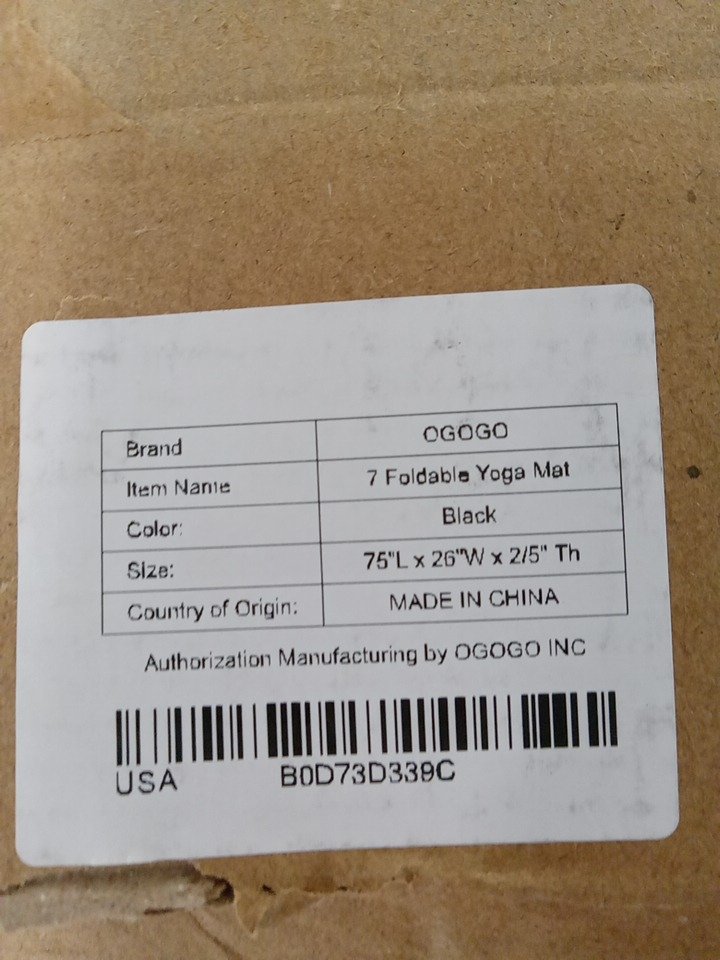 Brand OGOGO
Item Name 7 Foldable Yoga Mat
Color: Black
Size: 75"L x 26"W x 2/5" Th
Country of Origin: MADE IN CHINA
Authorization Manufacturing by OGOGO INC
USA B0D73D339C